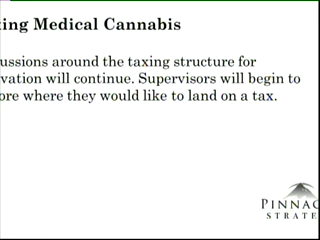 ing Medical Cannabis
ussions around the taxing structure for
vation will continue. Supervisors will begin to
ore where they would like to land on a tax.
PINNAC
STRATE